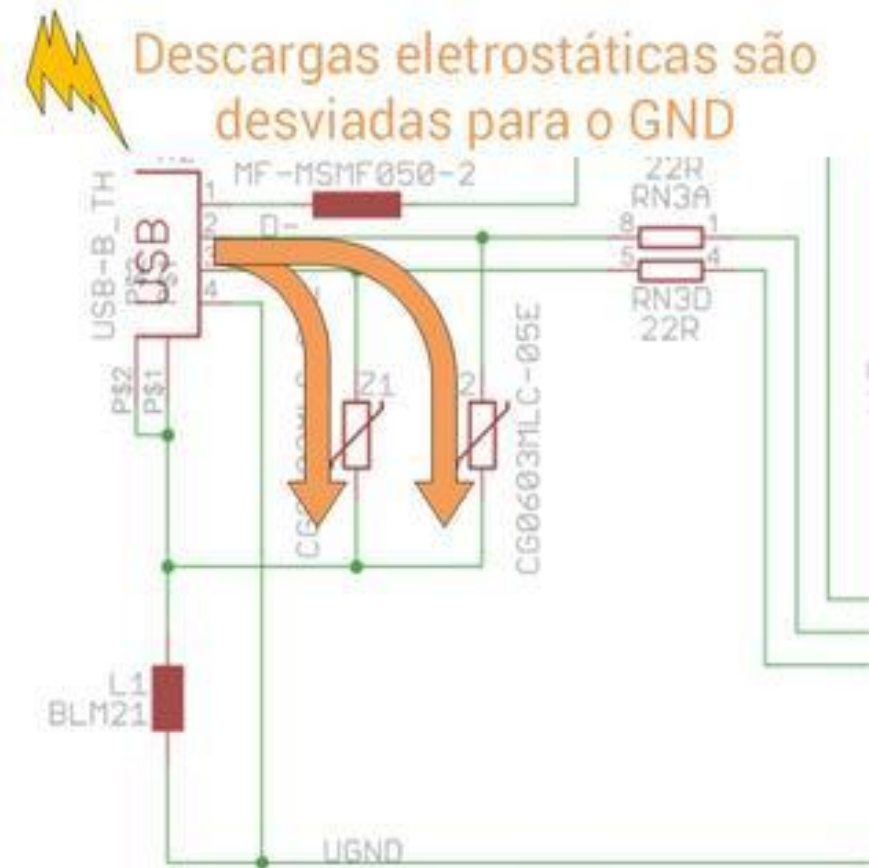 Descargas eletrostáticas são
desviadas para o GND
MF-MSMF050-2
22R
RN3A
USB-B_TH
USB
1
2
3
4
D-
8
1
5
4
RN3D
22R
P$2
P$1
Z1
2
CG0603MLC-05E
L1
BLM21
UGND